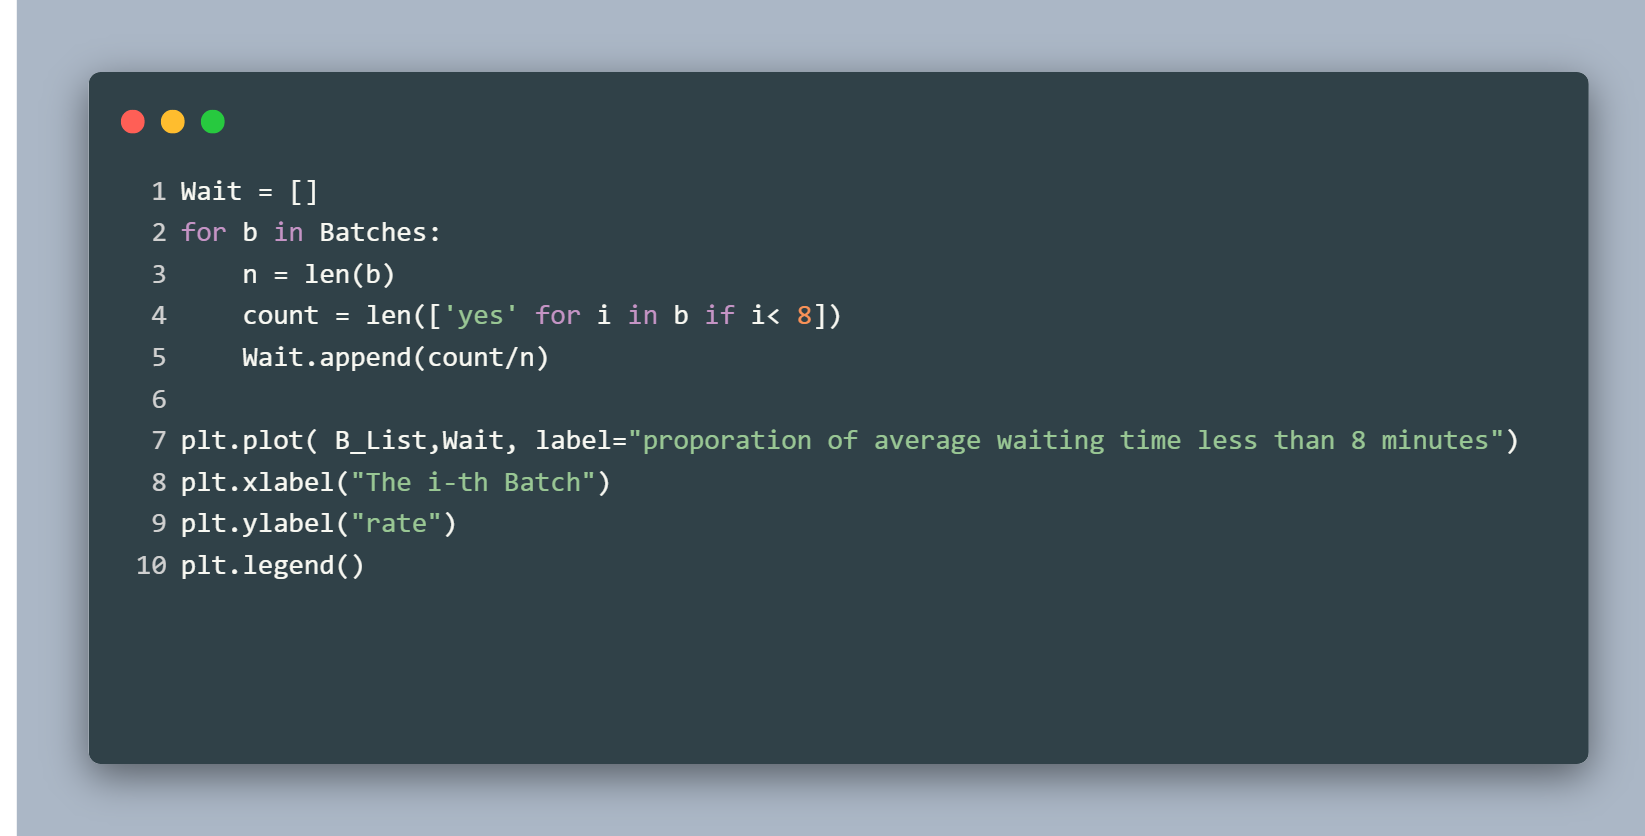 1 Wait = []
2 for b in Batches:
3     n = len(b)
4     count = len(['yes' for i in b if i< 8])
5     Wait.append(count/n)
6
7 plt.plot( B_List,Wait, label="proporation of average waiting time less than 8 minutes")
8 plt.xlabel("The i-th Batch")
9 plt.ylabel("rate")
10 plt.legend()